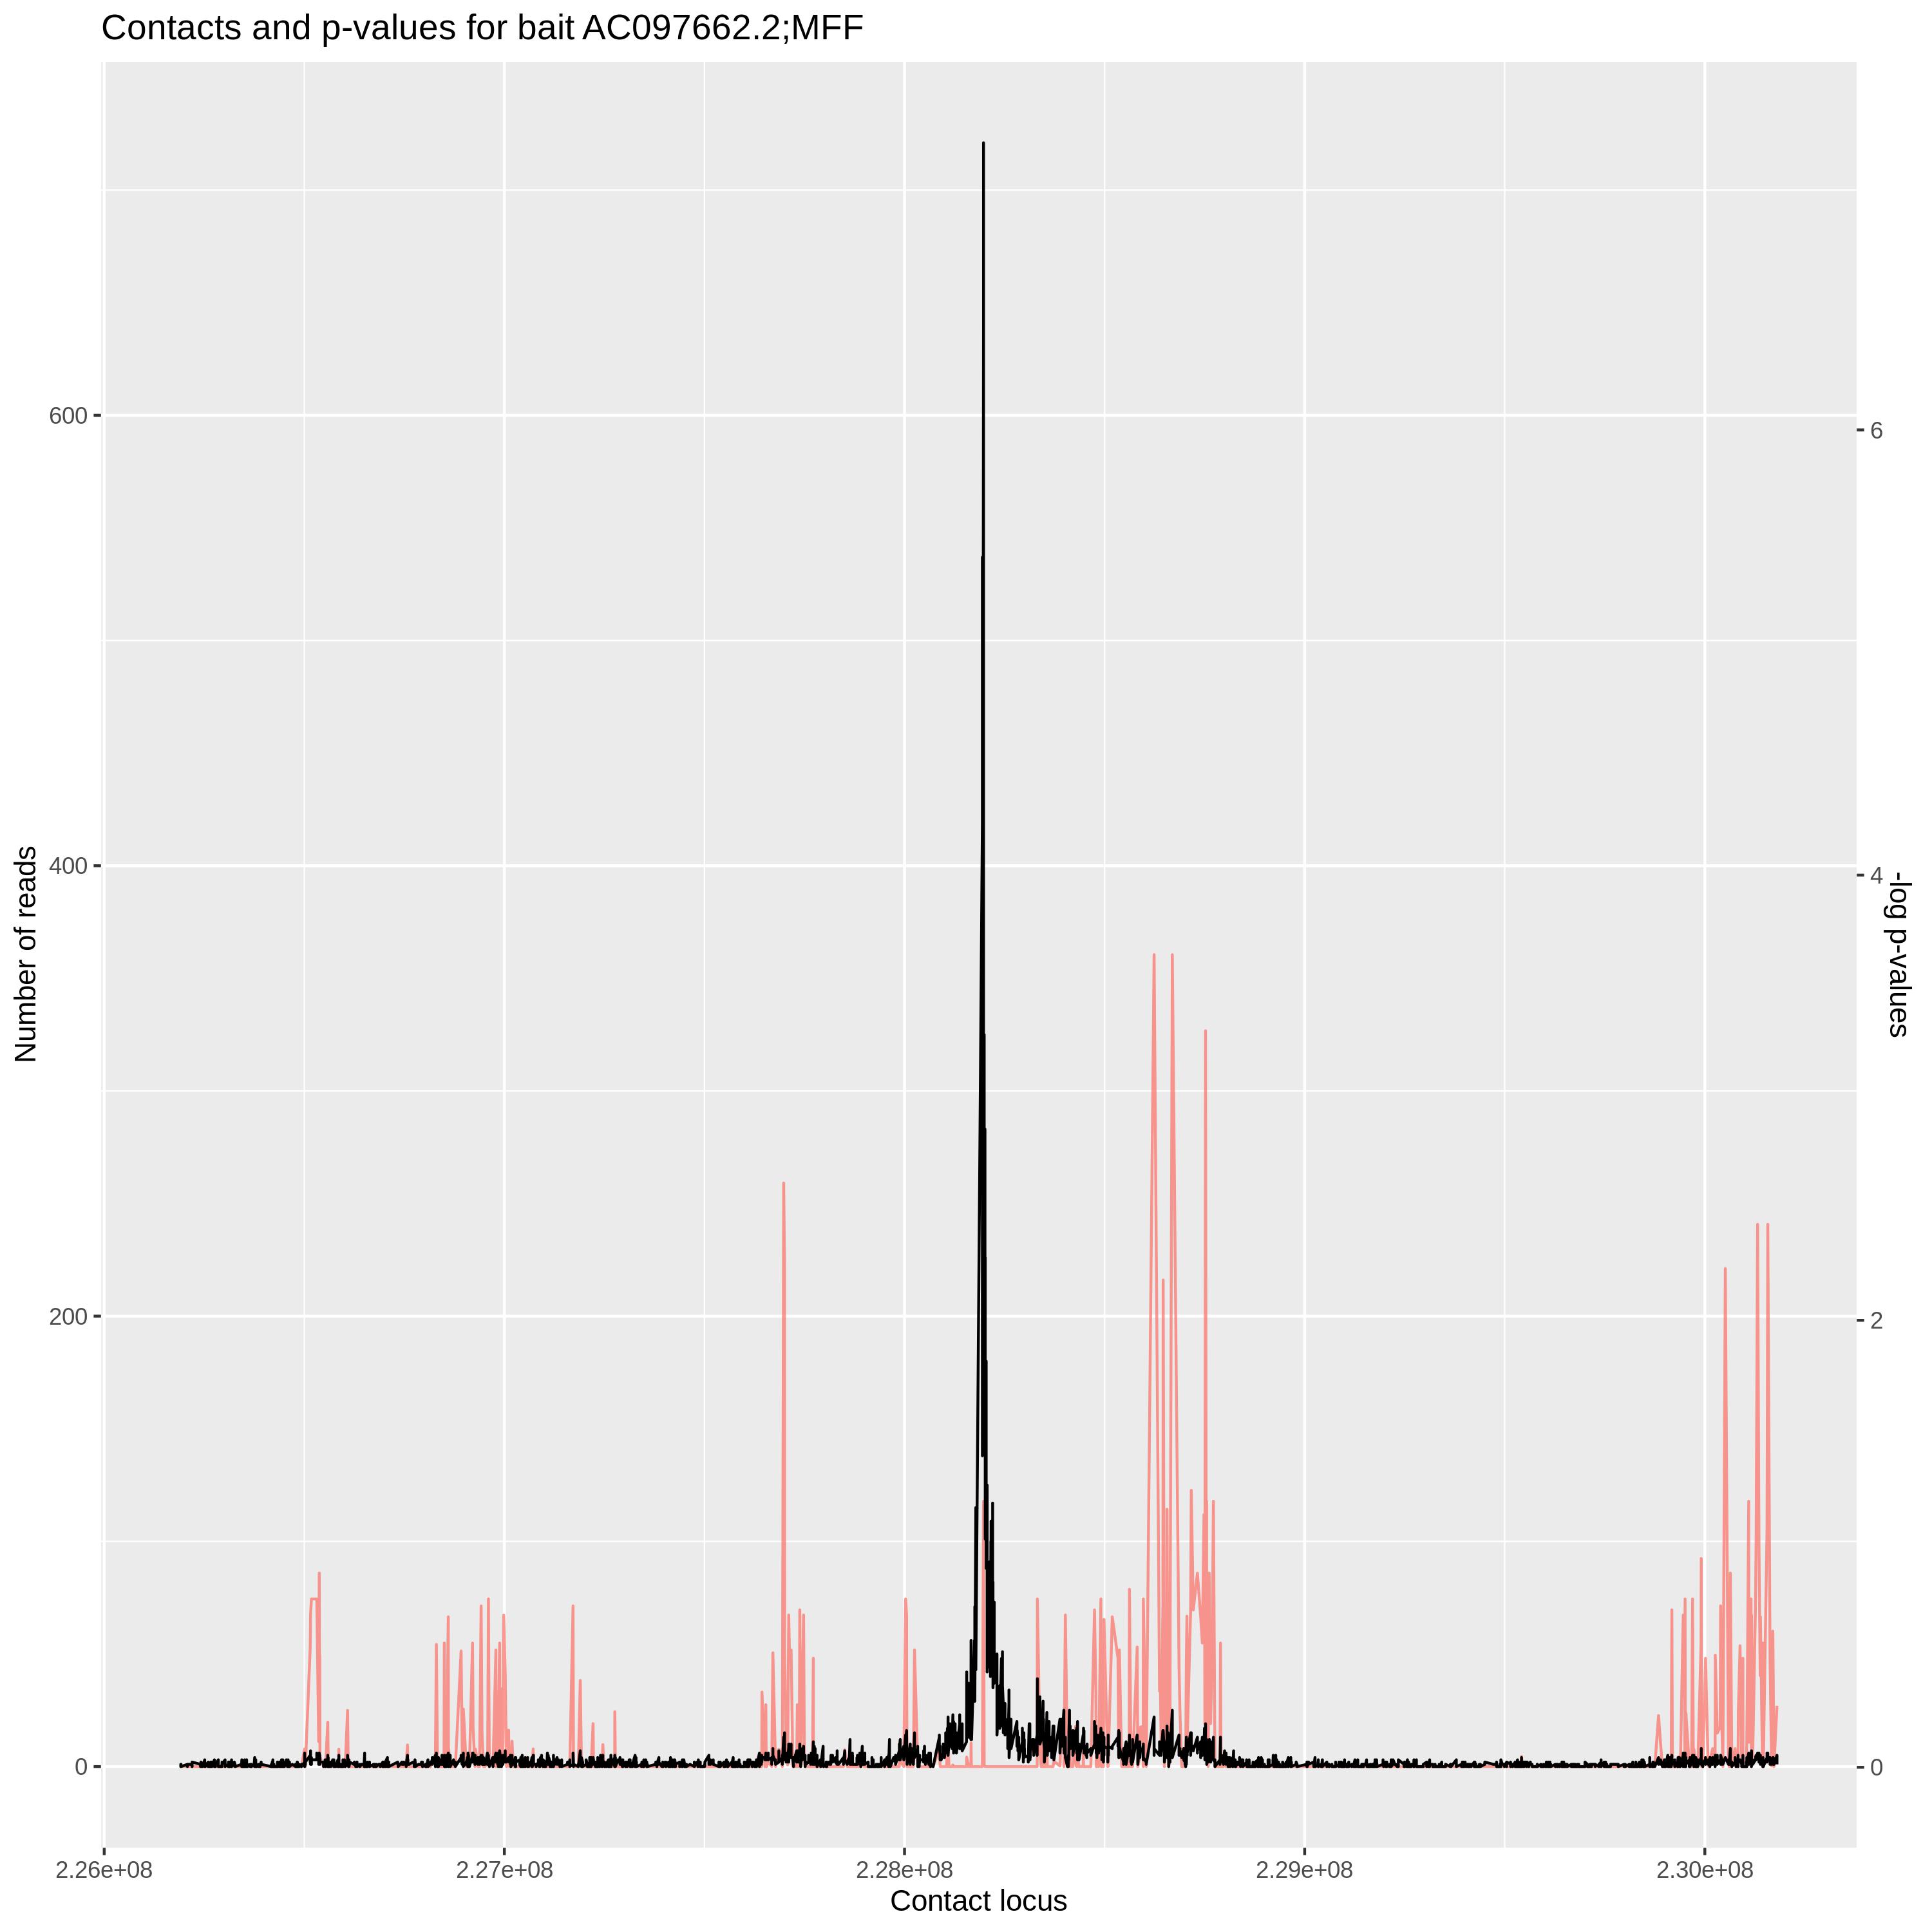 Contacts and p-values for bait AC097662.2;MFF
600
400
200
0
Number of reads
6
4
2
0
-log p-values
2.26e+08
2.27e+08
2.28e+08
2.29e+08
2.30e+08
Contact locus